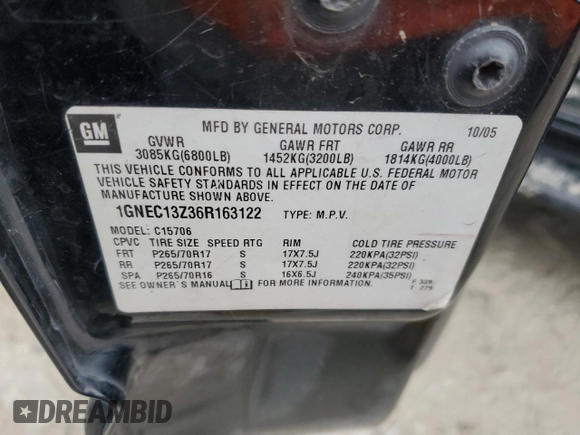 GM
MFD BY GENERAL MOTORS CORP. 10/05
GVWR GAWR FRT GAWR RR
3085KG(6800LB) 1452KG(3200LB) 1814KG(4000LB)
THIS VEHICLE CONFORMS TO ALL APPLICABLE U.S. FEDERAL MOTOR
VEHICLE SAFETY STANDARDS IN EFFECT ON THE DATE OF
MANUFACTURE SHOWN ABOVE.
1GNEC13Z36R163122 TYPE: M.P.V.
MODEL: C15706
CPVC TIRE SIZE SPEED RTG RIM COLD TIRE PRESSURE
FRT P265/70R17 S 17X7.5J 220KPA(32PSI)
RR P265/70R17 S 17X7.5J 220KPA(32PSI)
SPA P265/70R16 S 16X6.5J 240KPA(35PSI)
SEE OWNER'S MANUAL FOR MORE INFORMATION.
F 339
T 279
DREAMBID